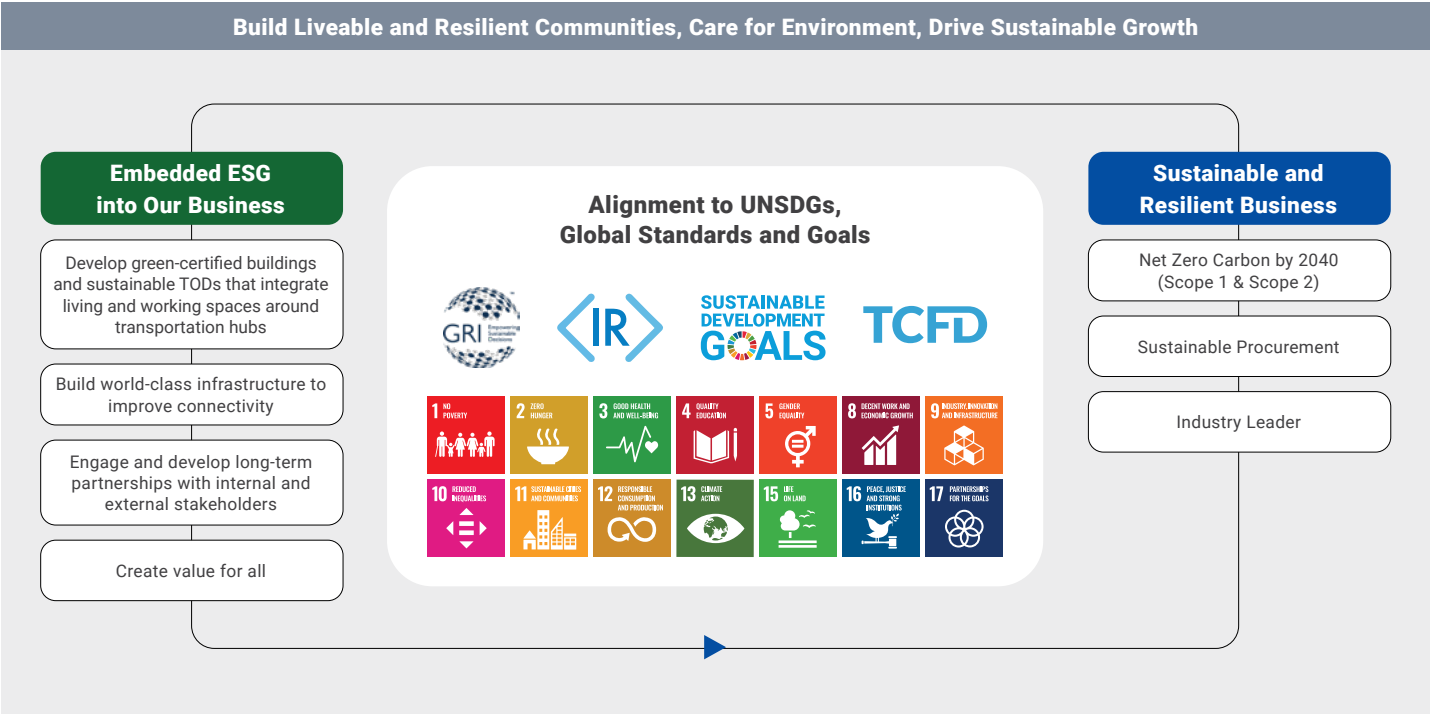 Build Liveable and Resilient Communities, Care for Environment, Drive Sustainable Growth
Embedded ESG
into Our Business
Develop green-certified buildings
and sustainable TODs that integrate
living and working spaces around
transportation hubs
Build world-class infrastructure to
improve connectivity
Engage and develop long-term
partnerships with internal and
external stakeholders
Create value for all
Alignment to UNSDGs,
Global Standards and Goals
GRI
Empowering
Sustainable
Decisions
<IR>
SUSTAINABLE
DEVELOPMENT
GOALS
TCFD
1 NO
POVERTY
2 ZERO
HUNGER
3 GOOD HEALTH
AND WELL-BEING
4 QUALITY
EDUCATION
5 GENDER
EQUALITY
8 DECENT WORK AND
ECONOMIC GROWTH
9 INDUSTRY, INNOVATION
AND INFRASTRUCTURE
10 REDUCED
INEQUALITIES
11 SUSTAINABLE CITIES
AND COMMUNITIES
12 RESPONSIBLE
CONSUMPTION
AND PRODUCTION
13 CLIMATE
ACTION
15 LIFE
ON LAND
16 PEACE, JUSTICE
AND STRONG
INSTITUTIONS
17 PARTNERSHIPS
FOR THE GOALS
Sustainable and
Resilient Business
Net Zero Carbon by 2040
(Scope 1 & Scope 2)
Sustainable Procurement
Industry Leader